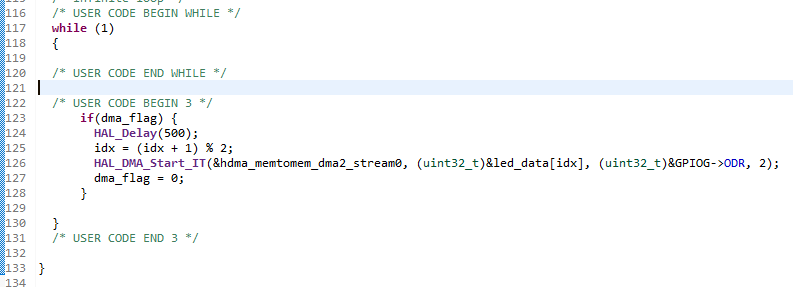 115 /* Infinite loop */
116 /* USER CODE BEGIN WHILE */
117 while (1)
118 {
119
120 /* USER CODE END WHILE */
121
122 /* USER CODE BEGIN 3 */
123 if(dma_flag) {
124 HAL_Delay(500);
125 idx = (idx + 1) % 2;
126 HAL_DMA_Start_IT(&hdma_memtomem_dma2_stream0, (uint32_t)&led_data[idx], (uint32_t)&GPIOG->ODR, 2);
127 dma_flag = 0;
128 }
129
130 }
131 /* USER CODE END 3 */
132
133 }
134